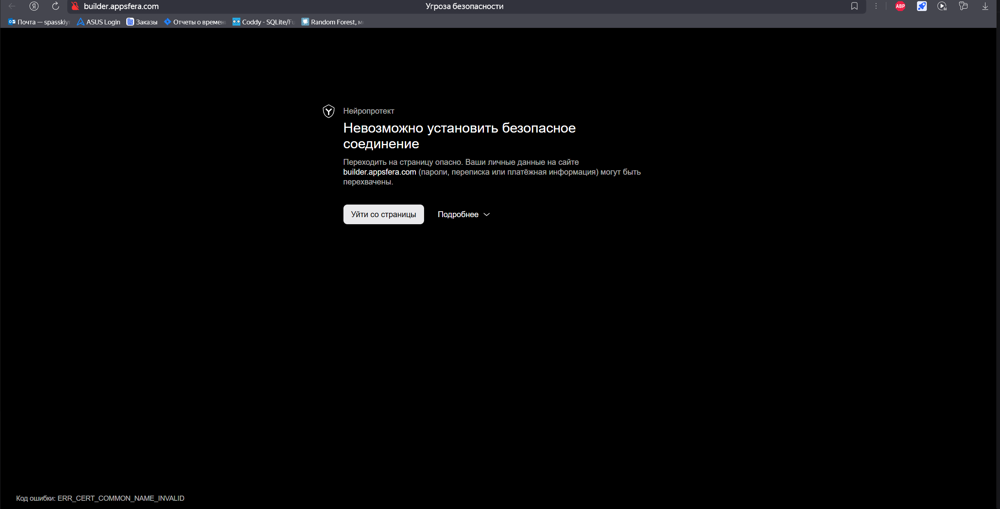 builder.appsfera.com
Угроза безопасности
ABP
Почта — spasskiy
ASUS Login
Заказы
Отчеты о времен
Coddy - SQLite/Fu
Random Forest, м
Нейропротект
Невозможно установить безопасное
соединение
Переходить на страницу опасно. Ваши личные данные на сайте
builder.appsfera.com (пароли, переписка или платёжная информация) могут быть
перехвачены.
Уйти со страницы
Подробнее
Код ошибки: ERR_CERT_COMMON_NAME_INVALID